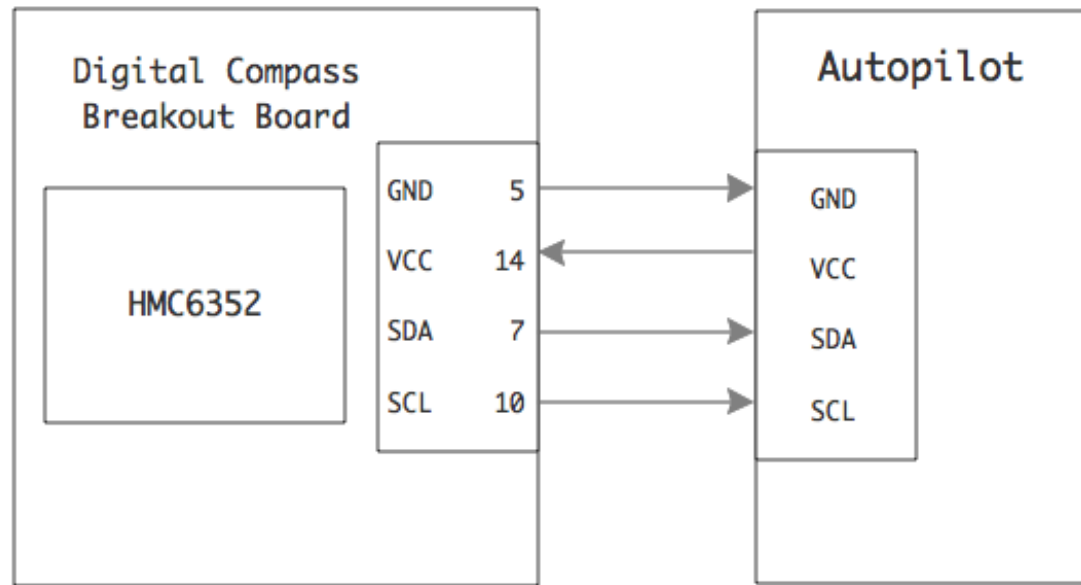 Digital Compass
Breakout Board
HMC6352
GND 5
VCC 14
SDA 7
SCL 10
Autopilot
GND
VCC
SDA
SCL